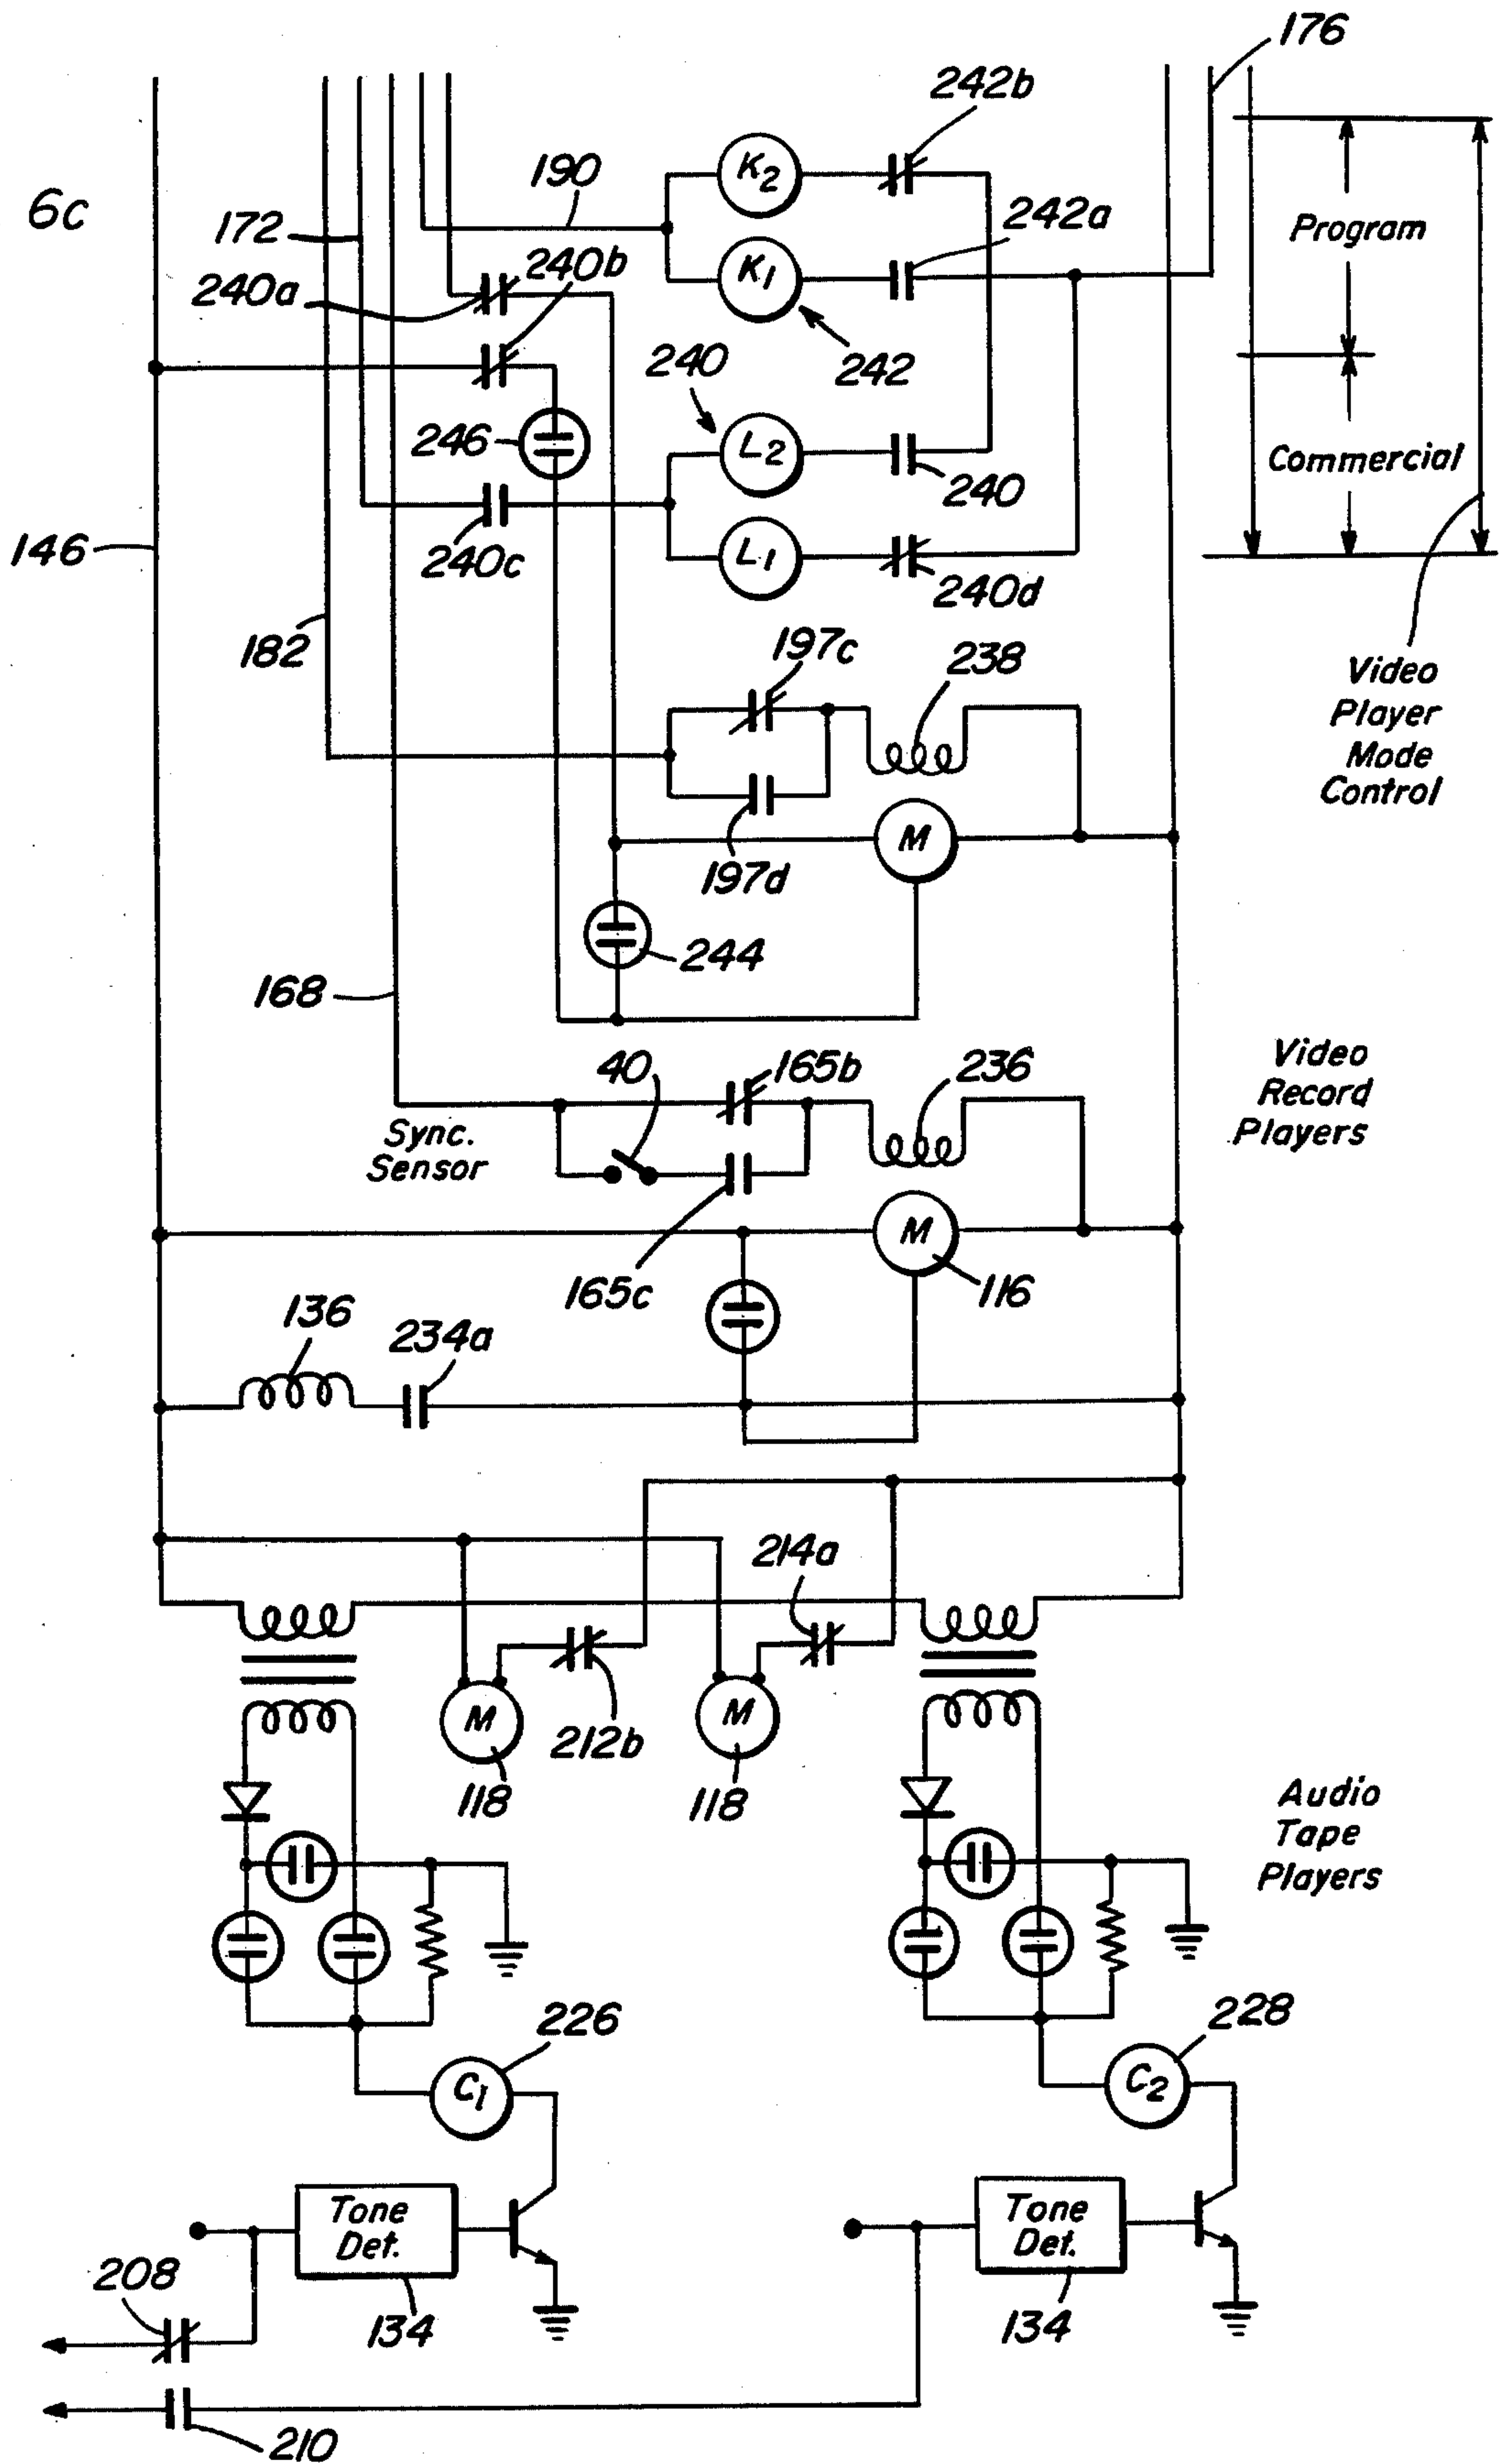 176
242b
K2
190
6c
242a
Program
172
240b
K1
240a
240
242
246
L2
Commercial
240
146
240c
L1
240d
182
197c
238
Video
Player
Mode
Control
M
197d
244
168
40
165b
236
Video
Record
Players
Sync.
Sensor
M
165c
116
136
234a
214a
M
M
212b
118
118
Audio
Tape
Players
226
228
C1
C2
Tone
Det.
Tone
Det.
208
134
134
210